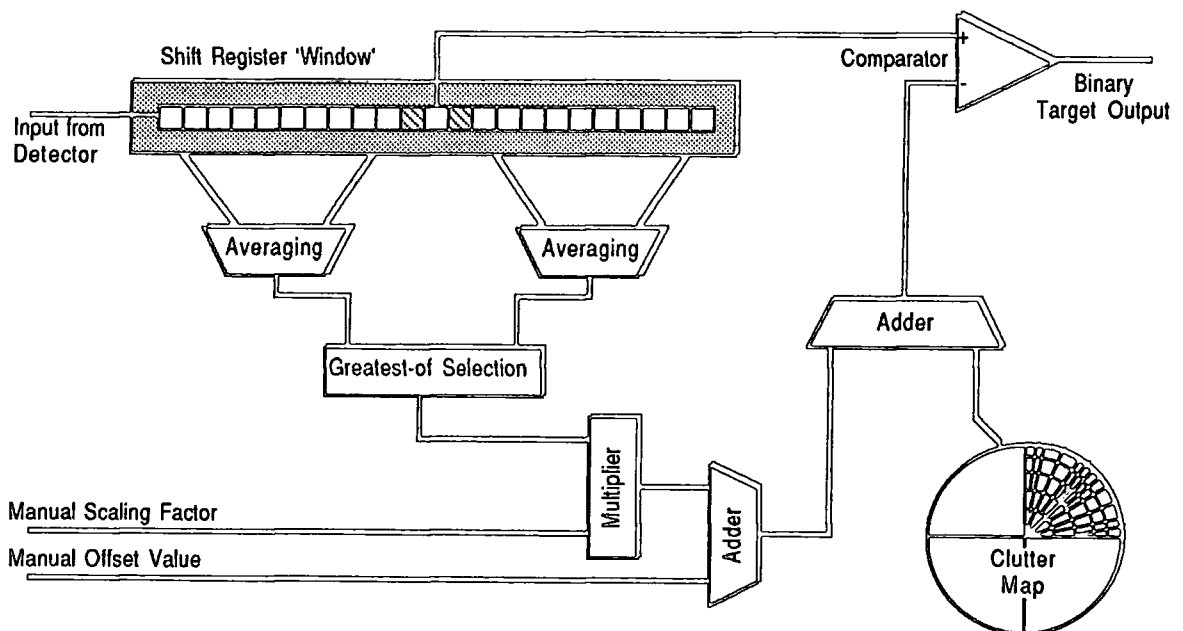 Shift Register 'Window'
Input from
Detector
Comparator
+
-
Binary
Target Output
Averaging
Averaging
Greatest-of Selection
Adder
Multiplier
Adder
Manual Scaling Factor
Manual Offset Value
Clutter
Map